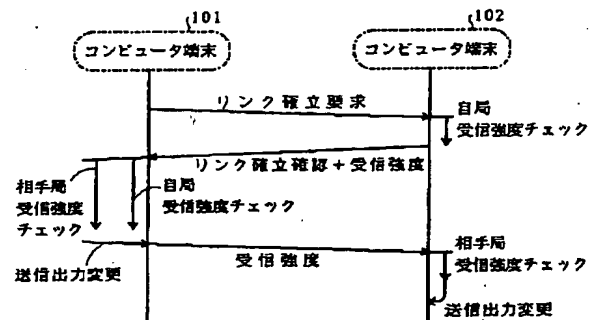 101
102
コンピュータ端末
コンピュータ端末
リンク確立要求
自局
受信強度チェック
リンク確立確認+受信強度
相手局
受信強度
チェック
自局
受信強度チェック
送信出力変更
受信強度
相手局
受信強度チェック
送信出力変更